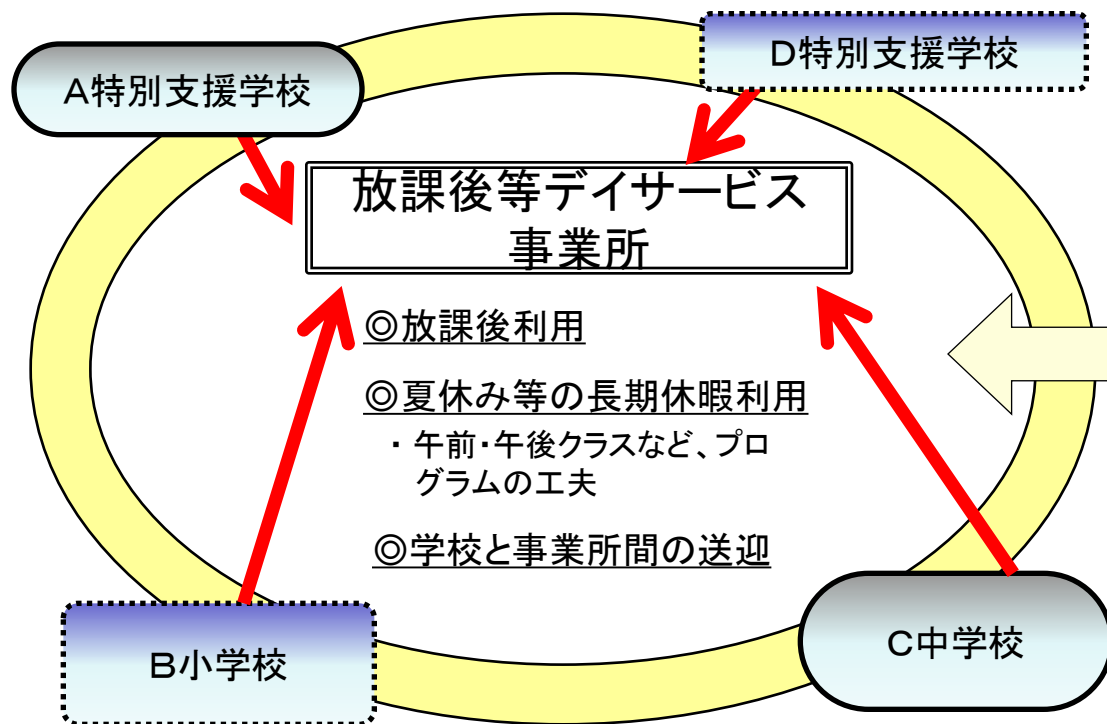 A特別支援学校
D特別支援学校
放課後等デイサービス
事業所
◎放課後利用
◎夏休み等の長期休暇利用
・ 午前・午後クラスなど、プロ
グラムの工夫
◎学校と事業所間の送迎
B小学校
C中学校